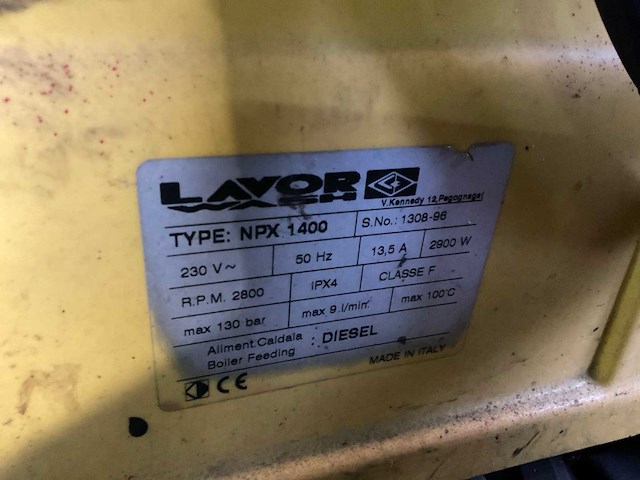 LAVOR
WASH
V.Kennedy 12,Pegognaga
TYPE: NPX 1400 S.No.: 1308-96
230 V~ 50 Hz 13,5 A 2900 W
R.P.M. 2800 IPX4 CLASSE F
max 130 bar max 9 l/min. max 100°C
Aliment.Caldaia
Boiler Feeding : DIESEL
CE MADE IN ITALY